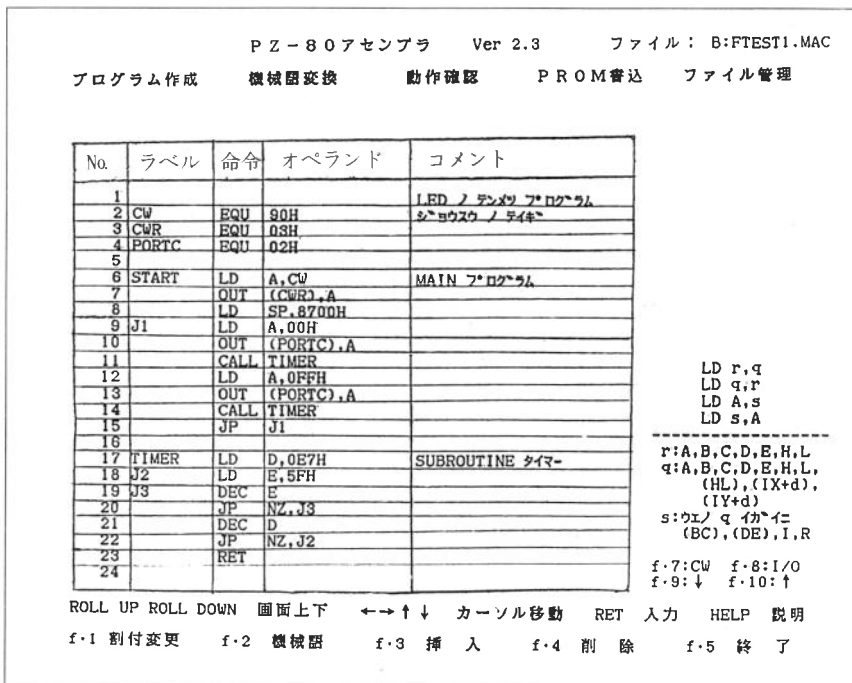 PZ-80アセンブラ Ver 2.3 ファイル: B:FTEST1.MAC
プログラム作成 機械語変換 動作確認 PROM書込 ファイル管理
No. ラベル 命令 オペランド コメント
1 LED ノ テンメツ プログラム
2 CW EQU 90H ジョウスウ ノ テイギ
3 CWR EQU 03H
4 PORTC EQU 02H
5
6 START LD A,CW MAIN プログラム
7 OUT (CWR),A
8 LD SP,8700H
9 J1 LD A,00H
10 OUT (PORTC),A
11 CALL TIMER
12 LD A,0FFH
13 OUT (PORTC),A
14 CALL TIMER
15 JP J1
16
17 TIMER LD D,0E7H SUBROUTINE タイマー
18 J2 LD E,5FH
19 J3 DEC E
20 JP NZ,J3
21 DEC D
22 JP NZ,J2
23 RET
24
LD r,q
LD q,r
LD A,s
LD s,A
r:A,B,C,D,E,H,L
q:A,B,C,D,E,H,L,
(HL),(IX+d),
(IY+d)
s:ウエノ q イガイニ
(BC),(DE),I,R
f・7:CW f・8:I/O
f・9:↓ f・10:↑
ROLL UP ROLL DOWN 画面上下 ←→↑↓ カーソル移動 RET 入力 HELP 説明
f・1 割付変更 f・2 機械語 f・3 挿 入 f・4 削 除 f・5 終 了